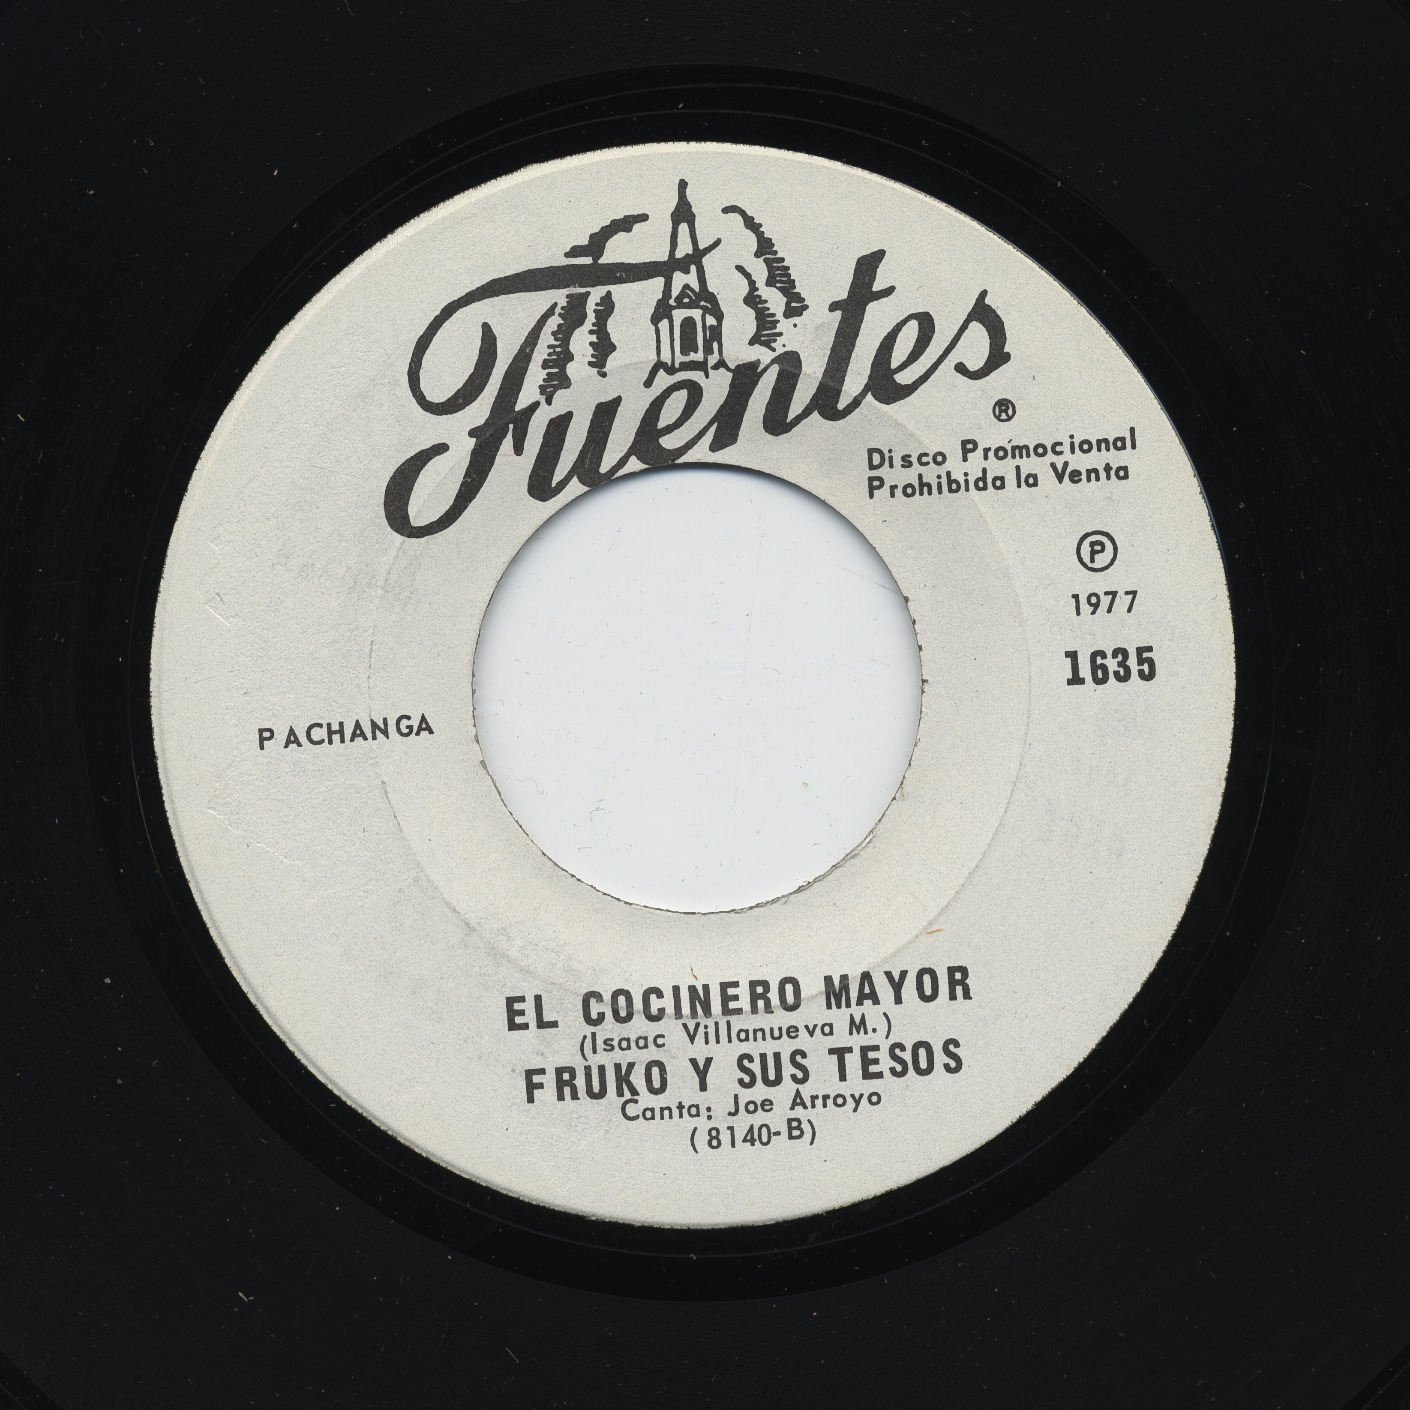 Fuentes
®
Disco Promocional
Prohibida la Venta
℗
1977
1635
PACHANGA
EL COCINERO MAYOR
(Isaac Villanueva M.)
FRUKO Y SUS TESOS
Canta: Joe Arroyo
(8140-B)